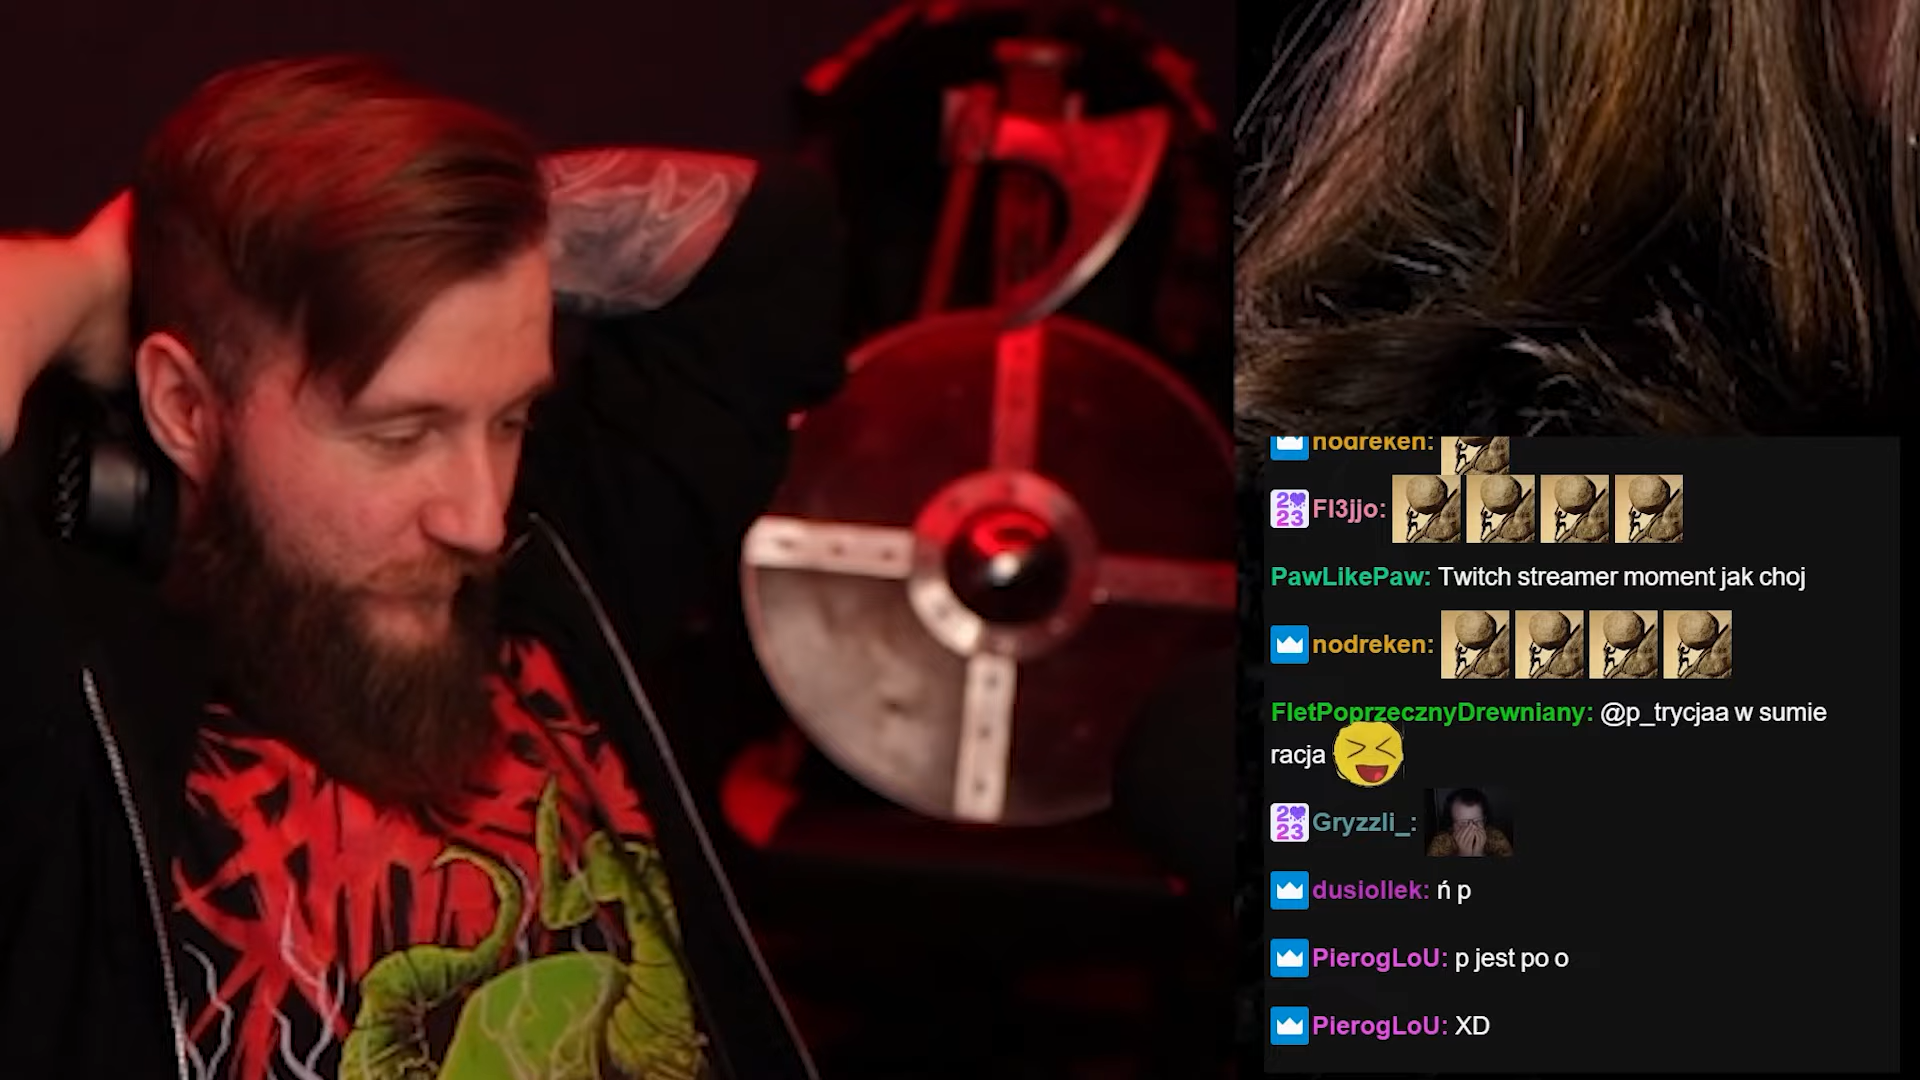 nodreken:
Fl3jjo:
PawLikePaw: Twitch streamer moment jak choj
nodreken:
FletPoprzecznyDrewniany: @p_trycjaa w sumie
racja
Gryzzli_:
dusiollek: ń p
PierogLoU: p jest po o
PierogLoU: XD